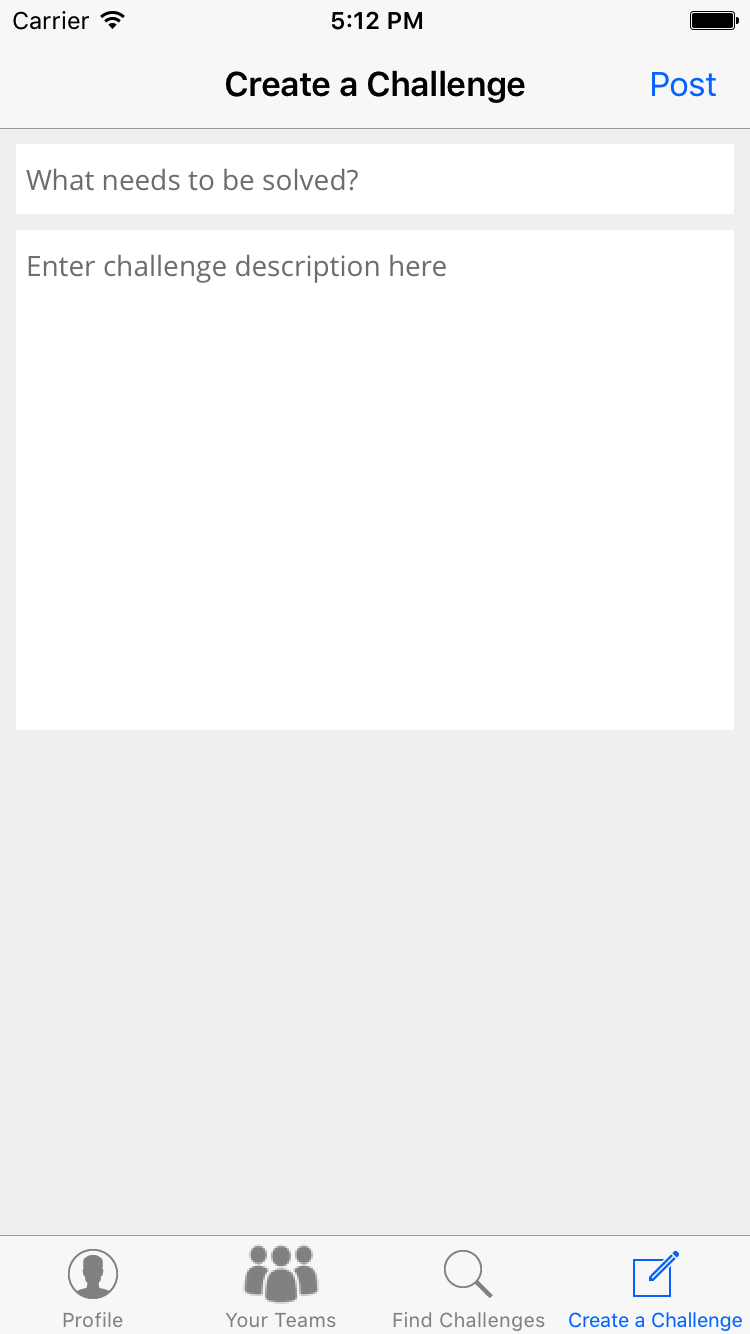 Carrier 5:12 PM
Create a Challenge Post
What needs to be solved?
Enter challenge description here
Profile Your Teams Find Challenges Create a Challenge